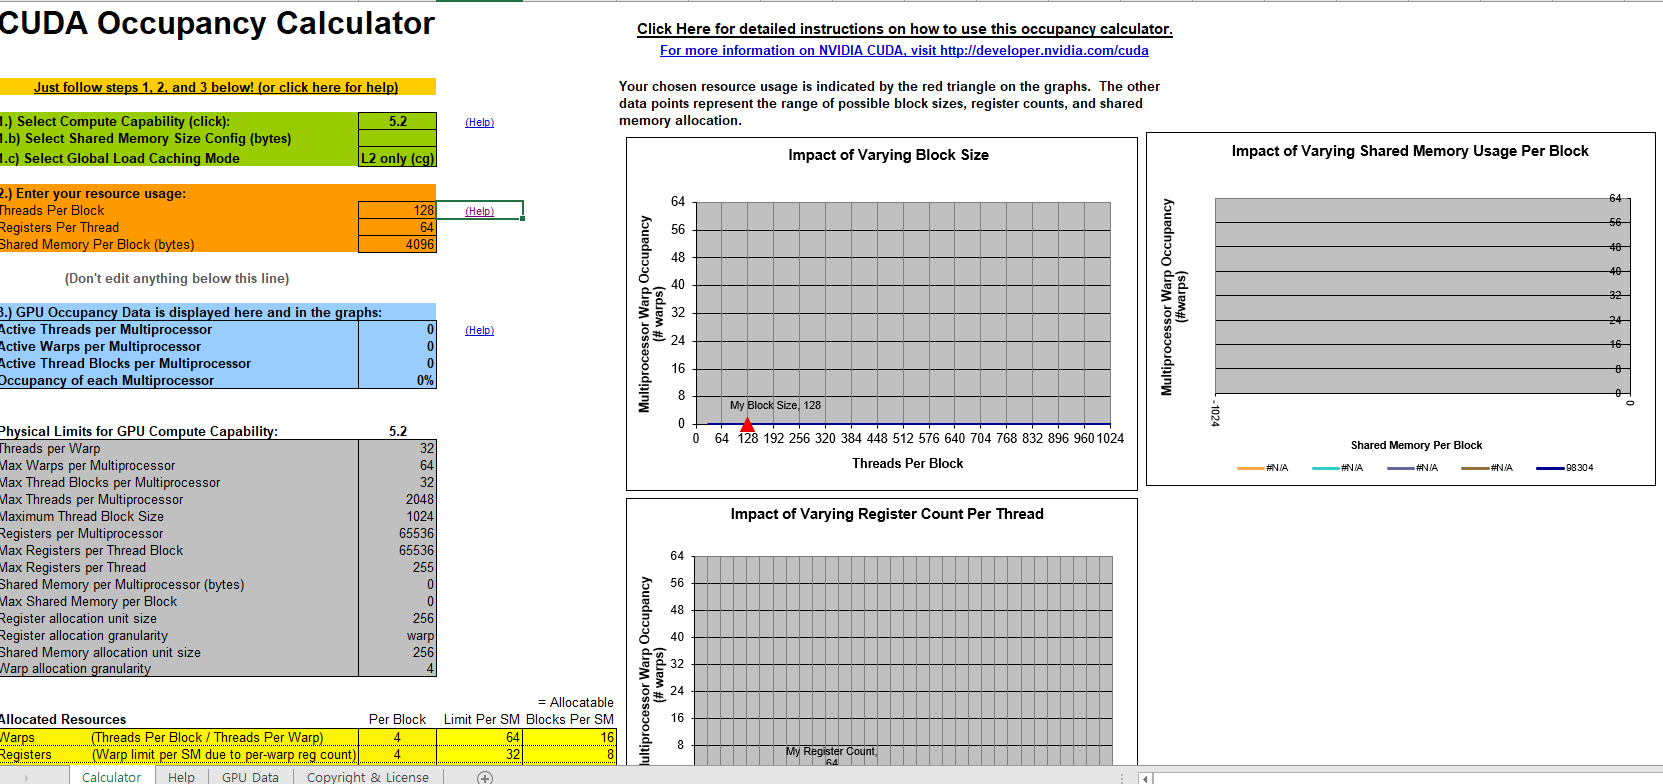 CUDA Occupancy Calculator
Click Here for detailed instructions on how to use this occupancy calculator.
For more information on NVIDIA CUDA, visit http://developer.nvidia.com/cuda
Just follow steps 1, 2, and 3 below! (or click here for help)
Your chosen resource usage is indicated by the red triangle on the graphs. The other
data points represent the range of possible block sizes, register counts, and shared
memory allocation.
1.) Select Compute Capability (click): 5.2 (Help)
1.b) Select Shared Memory Size Config (bytes)
1.c) Select Global Load Caching Mode L2 only (cg)
2.) Enter your resource usage:
Threads Per Block 128 (Help)
Registers Per Thread 64
Shared Memory Per Block (bytes) 4096
(Don't edit anything below this line)
3.) GPU Occupancy Data is displayed here and in the graphs:
Active Threads per Multiprocessor 0 (Help)
Active Warps per Multiprocessor 0
Active Thread Blocks per Multiprocessor 0
Occupancy of each Multiprocessor 0%
Physical Limits for GPU Compute Capability: 5.2
Threads per Warp 32
Max Warps per Multiprocessor 64
Max Thread Blocks per Multiprocessor 32
Max Threads per Multiprocessor 2048
Maximum Thread Block Size 1024
Registers per Multiprocessor 65536
Max Registers per Thread Block 65536
Max Registers per Thread 255
Shared Memory per Multiprocessor (bytes) 0
Max Shared Memory per Block 0
Register allocation unit size 256
Register allocation granularity warp
Shared Memory allocation unit size 256
Warp allocation granularity 4
= Allocatable
Allocated Resources Per Block Limit Per SM Blocks Per SM
Warps (Threads Per Block / Threads Per Warp) 4 64 16
Registers (Warp limit per SM due to per-warp reg count) 4 32 8
Impact of Varying Block Size
Multiprocessor Warp Occupancy
(# warps)
64
56
48
40
32
24
16
8
0
My Block Size, 128
0 64 128 192 256 320 384 448 512 576 640 704 768 832 896 960 1024
Threads Per Block
Impact of Varying Shared Memory Usage Per Block
Multiprocessor Warp Occupancy
(#warps)
64
56
48
40
32
24
16
8
0
-1024 0
Shared Memory Per Block
#N/A #N/A #N/A #N/A 98304
Impact of Varying Register Count Per Thread
Multiprocessor Warp Occupancy
(# warps)
64
56
48
40
32
24
16
8
My Register Count,
64
Calculator Help GPU Data Copyright & License